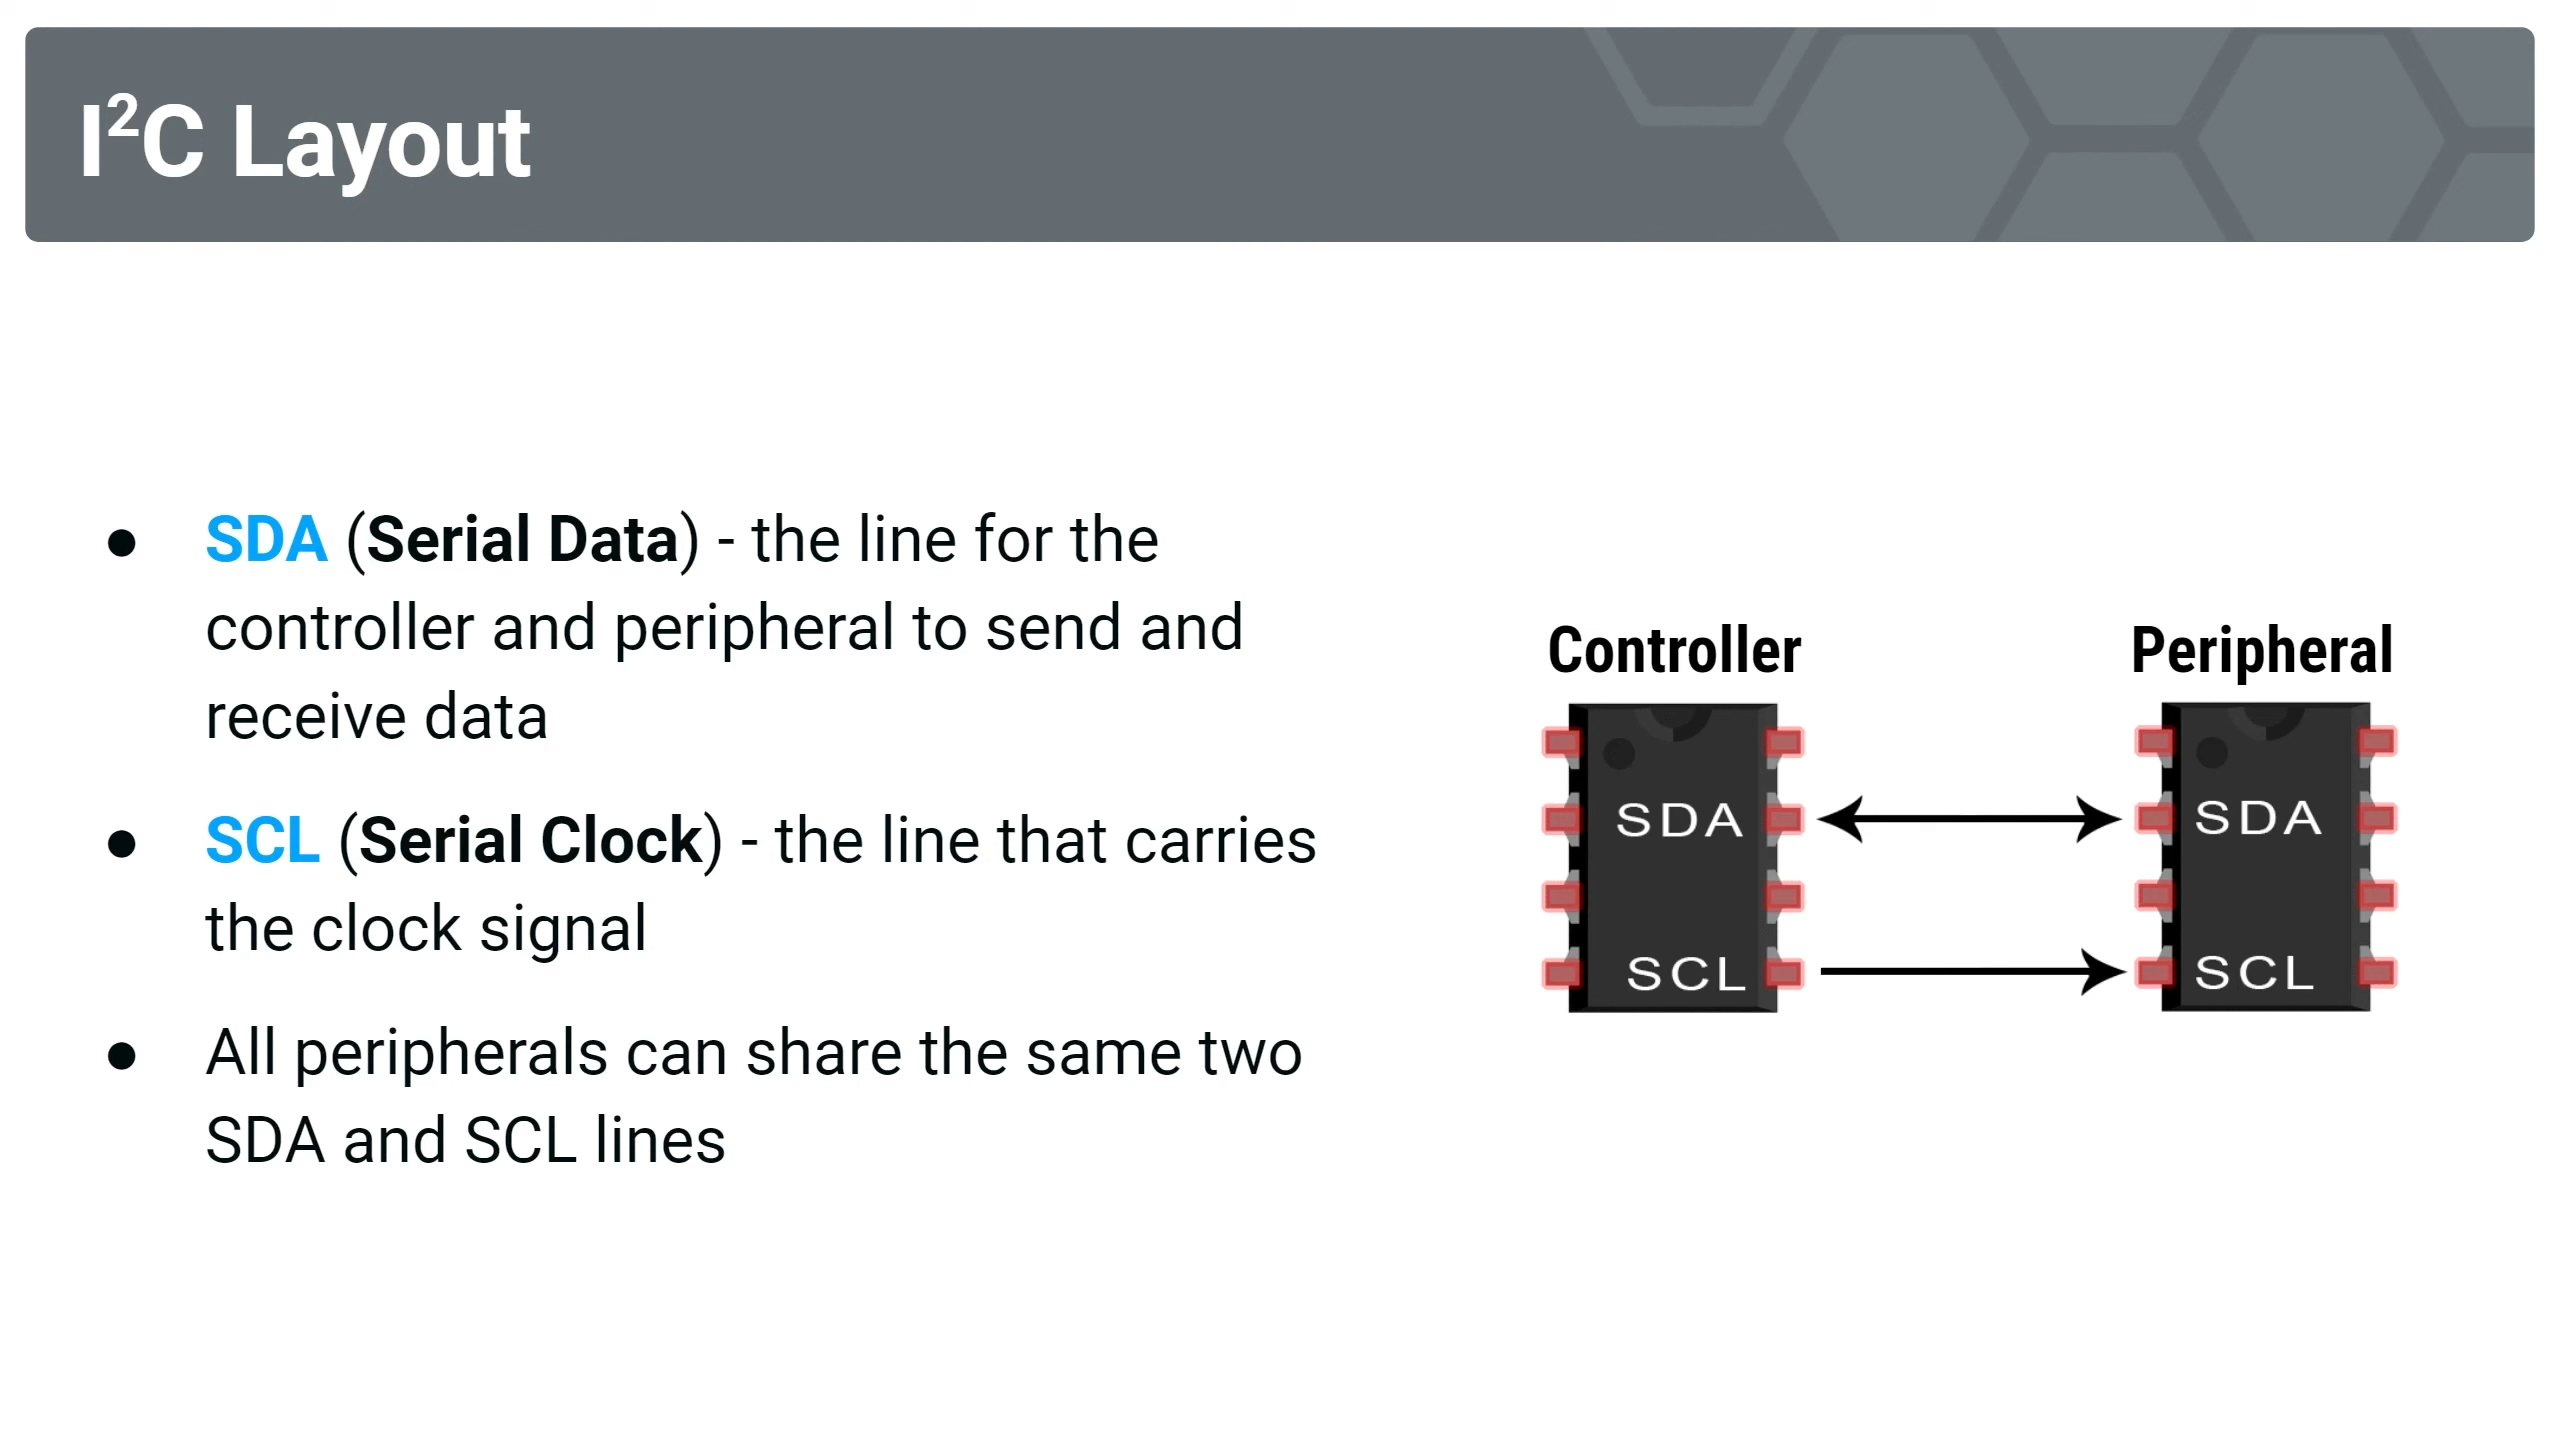 I²C Layout
● SDA (Serial Data) - the line for the
controller and peripheral to send and
receive data
● SCL (Serial Clock) - the line that carries
the clock signal
● All peripherals can share the same two
SDA and SCL lines
Controller
Peripheral
SDA
SDA
SCL
SCL